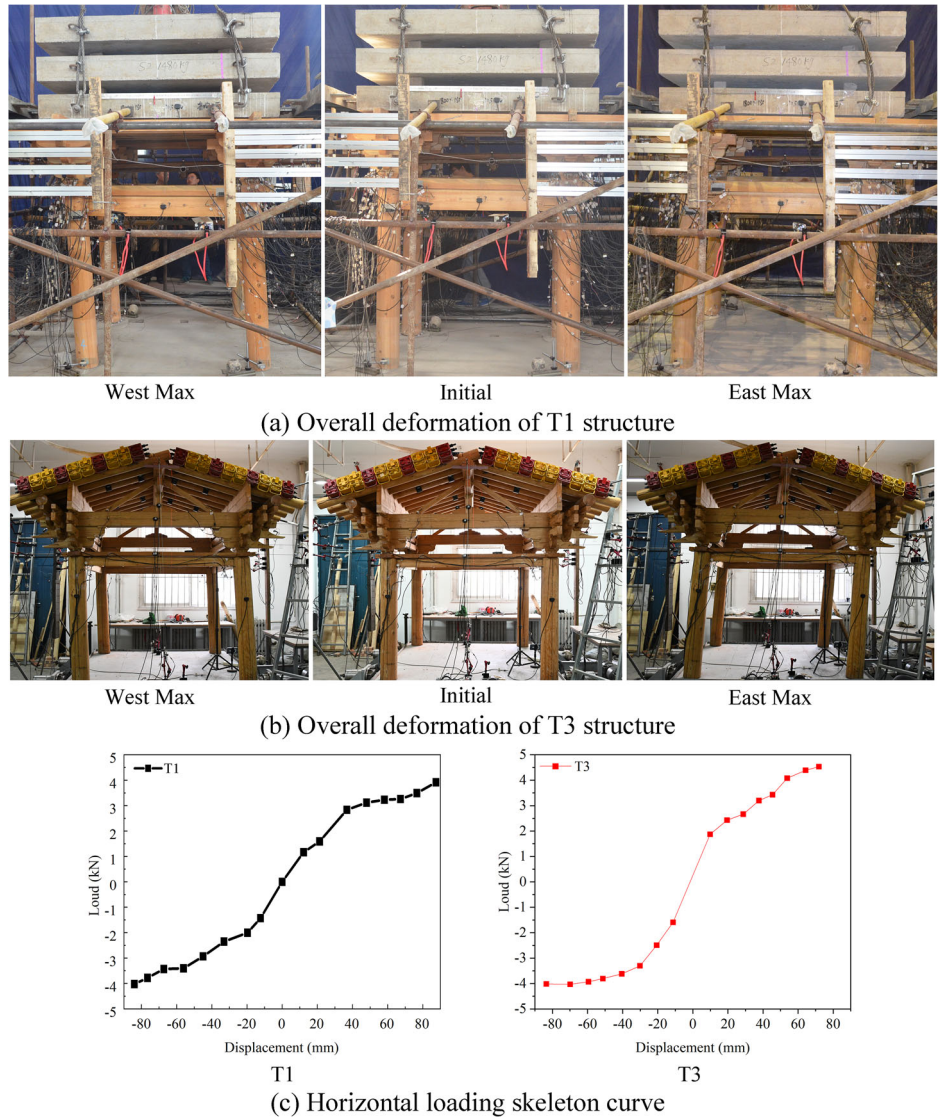 West Max
Initial
East Max
(a) Overall deformation of T1 structure
West Max
Initial
East Max
(b) Overall deformation of T3 structure
5
4
3
2
1
0
-1
-2
-3
-4
-5
Loud (kN)
T1
-80 -60 -40 -20 0 20 40 60 80
Displacement (mm)
T1
5
4
3
2
1
0
-1
-2
-3
-4
-5
Loud (kN)
T3
-80 -60 -40 -20 0 20 40 60 80
Displacement (mm)
T3
(c) Horizontal loading skeleton curve